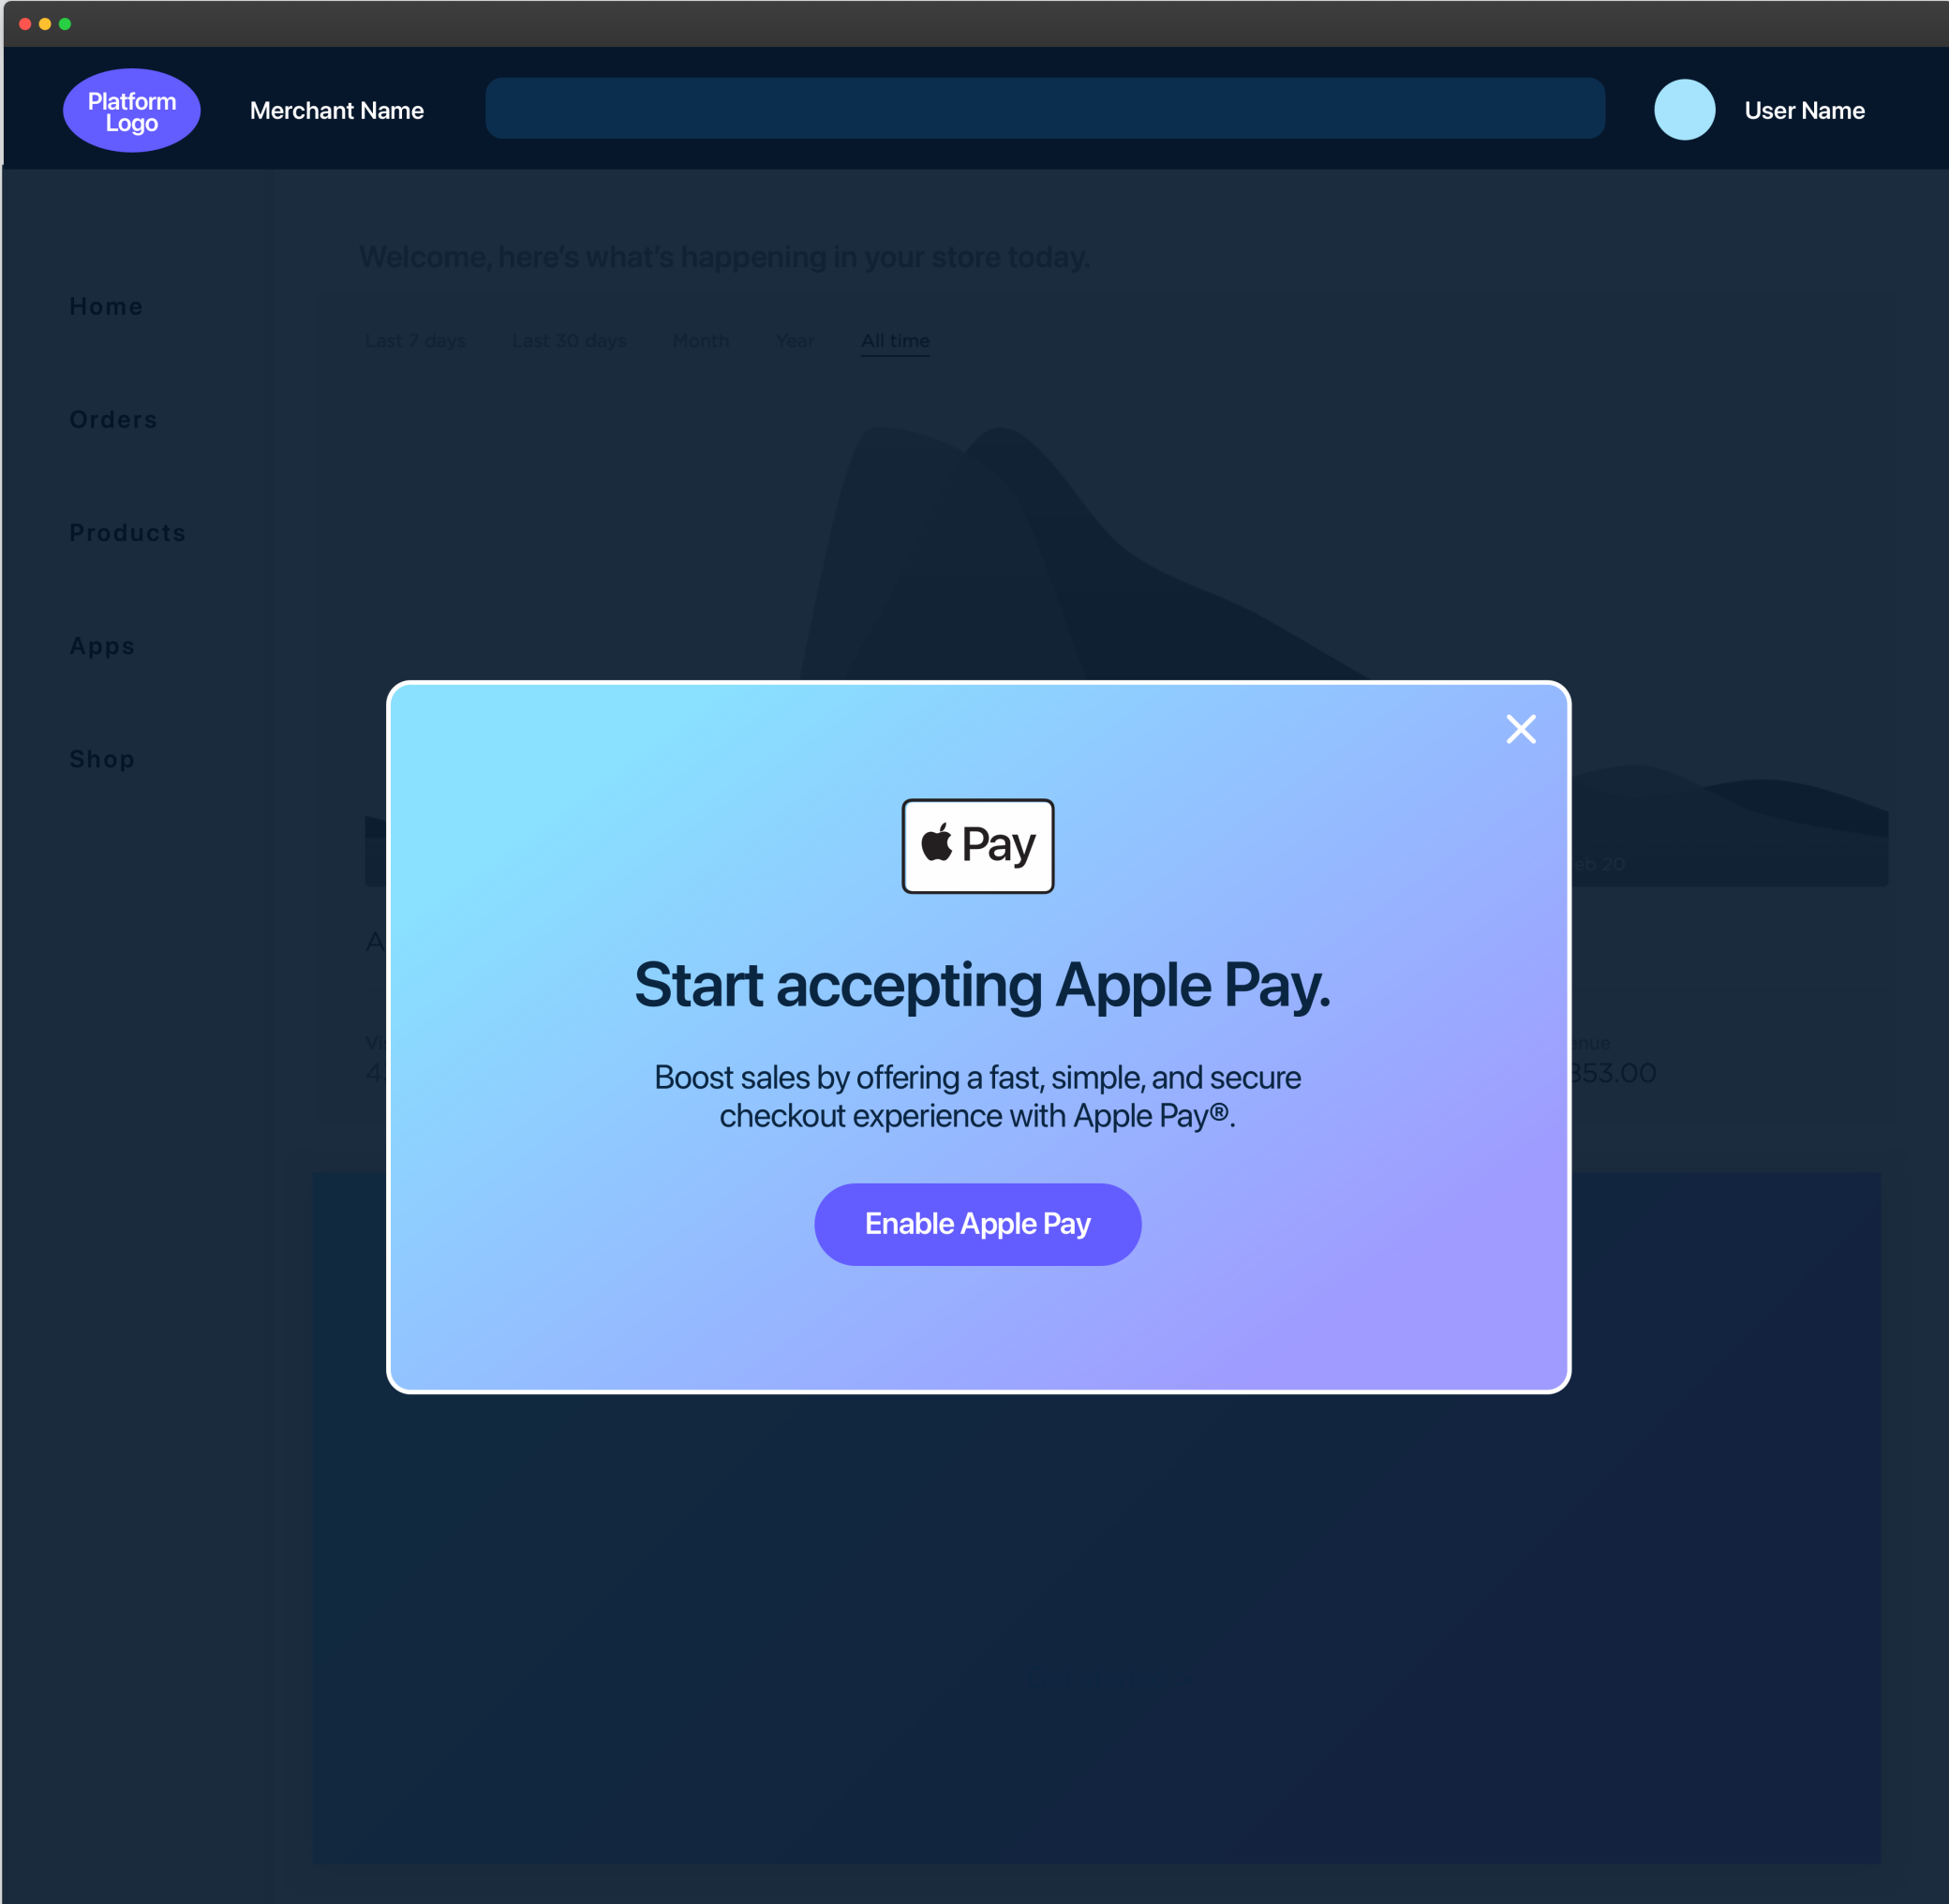 Platform
Logo
Merchant Name
User Name
Welcome, here’s what’s happening in your store today.
Home
Last 7 days
Last 30 days
Month
Year
All time
Orders
Products
Apps
Shop
Pay
Start accepting Apple Pay.
Boost sales by offering a fast, simple, and secure
checkout experience with Apple Pay®.
Enable Apple Pay